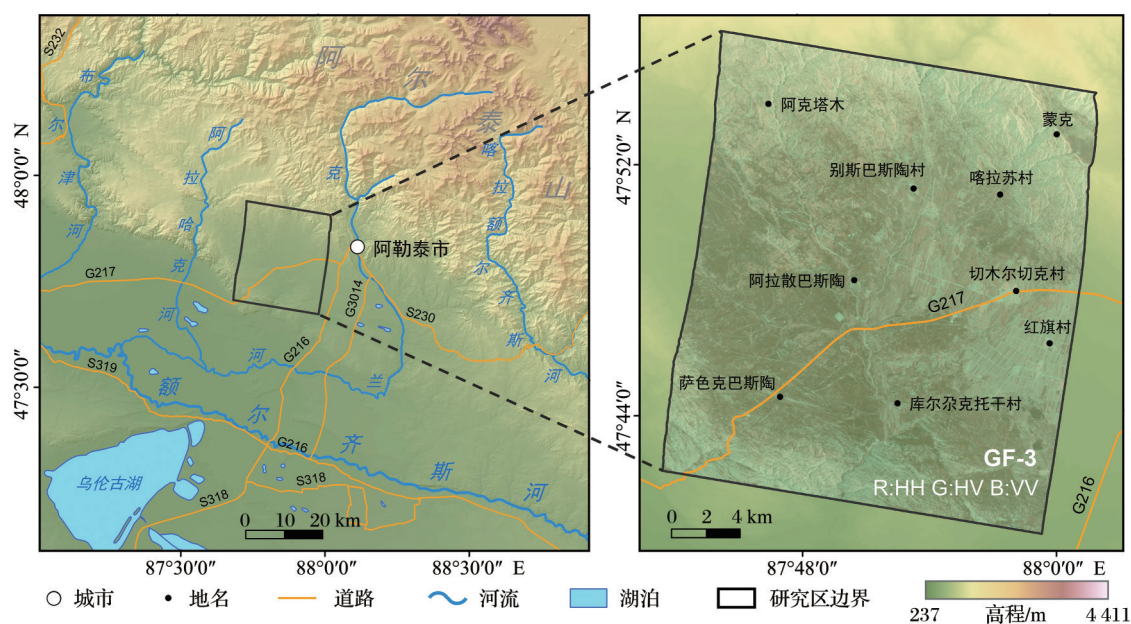 S232
布
尔
津
河
阿
拉
哈
克
河
阿
尔
泰
山
克
兰
河
喀
拉
额
尔
齐
斯
河
阿勒泰市
G217
G3014
S230
G216
S319
额
尔
齐
斯
河
G216
S318
S318
乌伦古湖
0 10 20 km
48°0′0″ N
47°30′0″
87°30′0″
88°00′0″
88°30′0″ E
阿克塔木
蒙克
别斯巴斯陶村
喀拉苏村
阿拉散巴斯陶
切木尔切克村
G217
红旗村
萨色克巴斯陶
库尔尕克托干村
GF-3
R:HH G:HV B:VV
G216
0 2 4 km
47°52′0″ N
47°44′0″
87°48′0″
88°00′0″ E
城市
地名
道路
河流
湖泊
研究区边界
237 高程/m 4 411